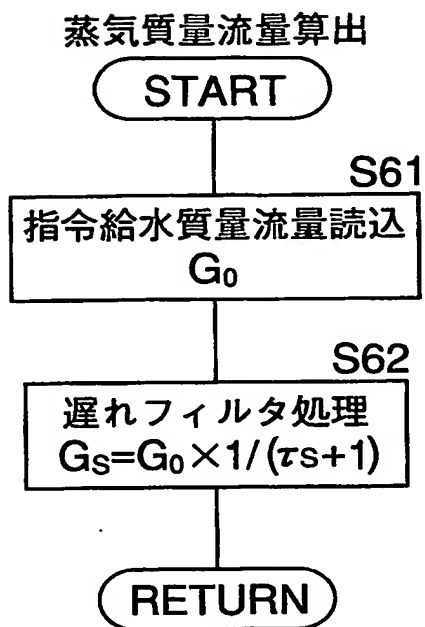 蒸気質量流量算出
START
S61
指令給水質量流量読込
G₀
S62
遅れフィルタ処理
Gs=G₀×1/(τs+1)
RETURN